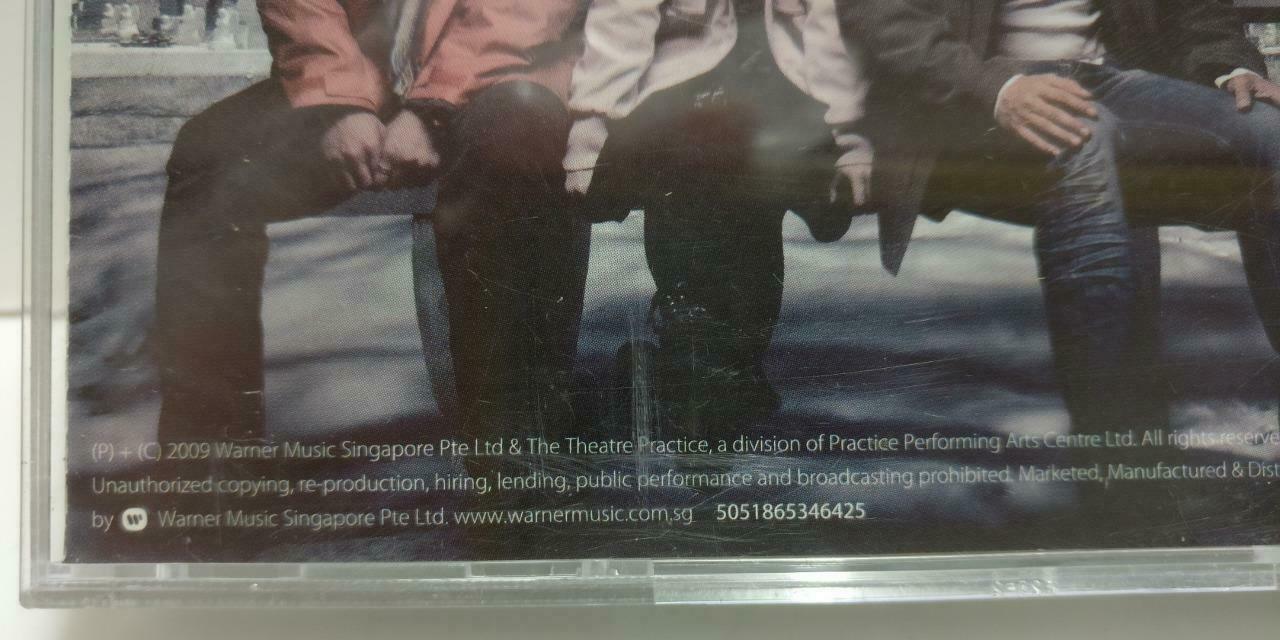 (P) + (C) 2009 Warner Music Singapore Pte Ltd & The Theatre Practice, a division of Practice Performing Arts Centre Ltd. All rights reserve
Unauthorized copying, re-production, hiring, lending, public performance and broadcasting prohibited. Marketed, Manufactured & Dist
by Warner Music Singapore Pte Ltd. www.warnermusic.com.sg 5051865346425